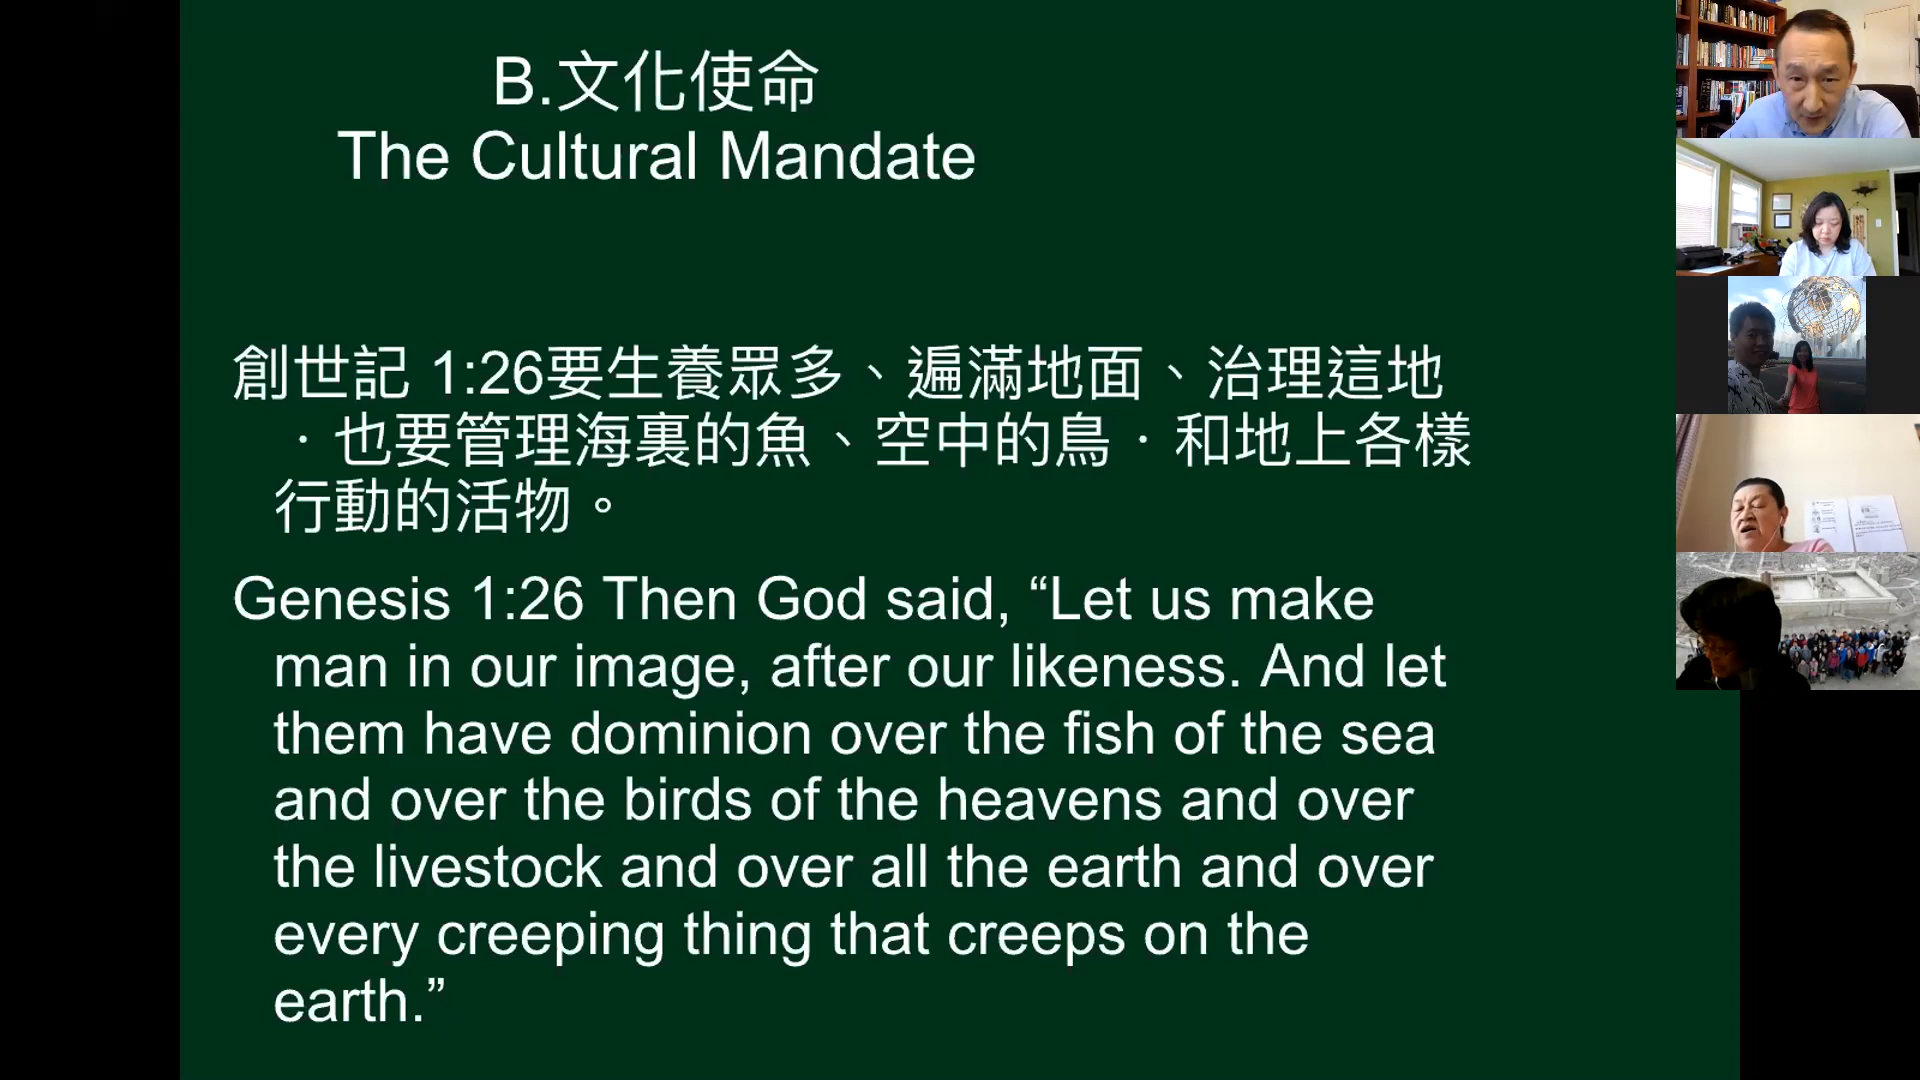 B.文化使命
The Cultural Mandate
創世記 1:26要生養眾多、遍滿地面、治理這地
．也要管理海裏的魚、空中的鳥．和地上各樣
行動的活物。
Genesis 1:26 Then God said, “Let us make
man in our image, after our likeness. And let
them have dominion over the fish of the sea
and over the birds of the heavens and over
the livestock and over all the earth and over
every creeping thing that creeps on the
earth.”